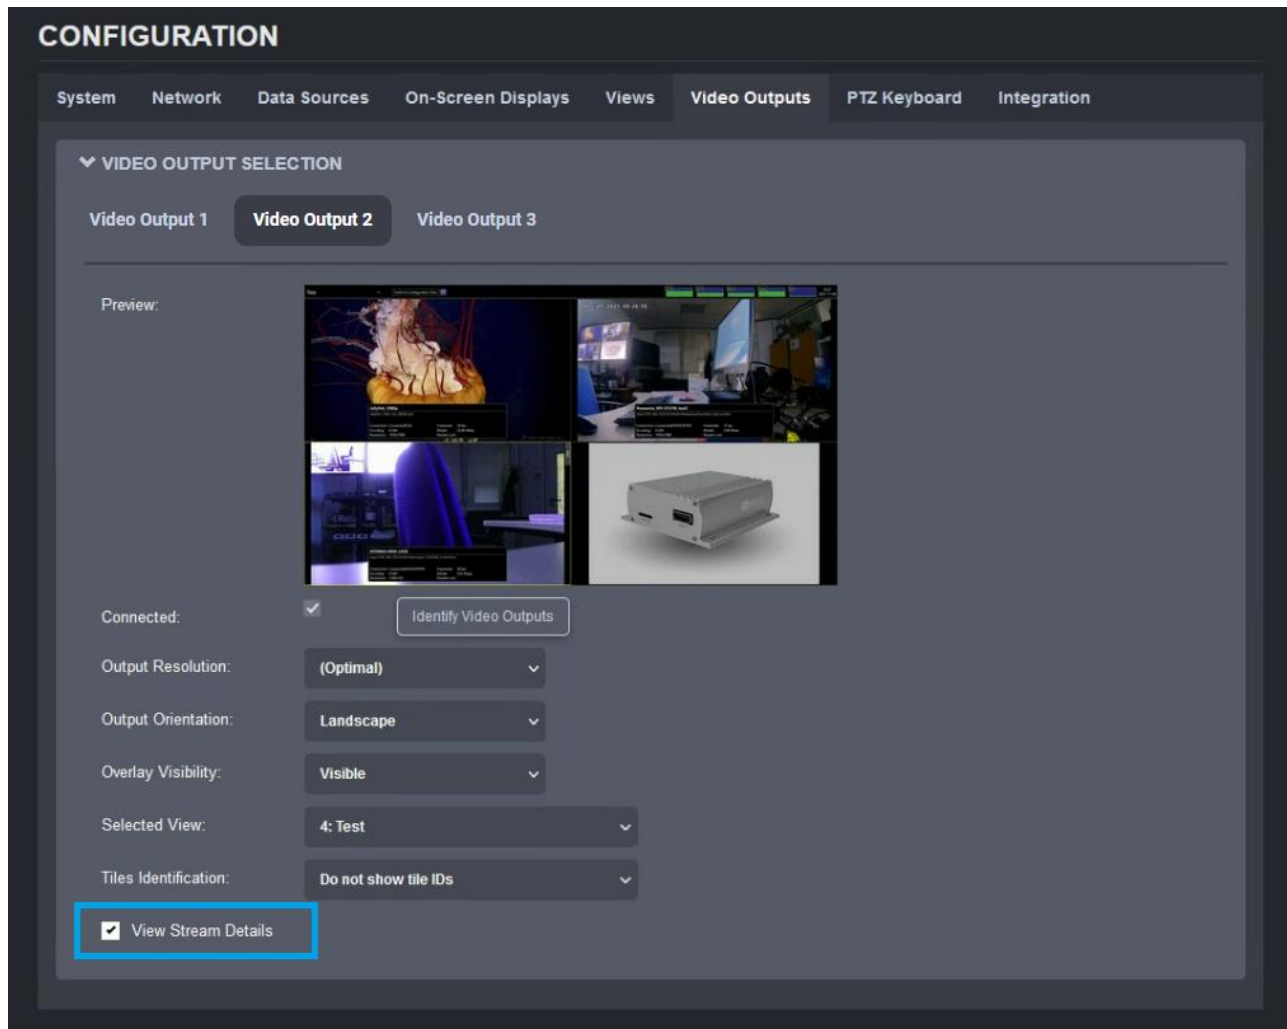 CONFIGURATION
System Network Data Sources On-Screen Displays Views Video Outputs PTZ Keyboard Integration
VIDEO OUTPUT SELECTION
Video Output 1 Video Output 2 Video Output 3
Preview:
Connected: Identify Video Outputs
Output Resolution: (Optimal)
Output Orientation: Landscape
Overlay Visibility: Visible
Selected View: 4: Test
Tiles Identification: Do not show tile IDs
View Stream Details